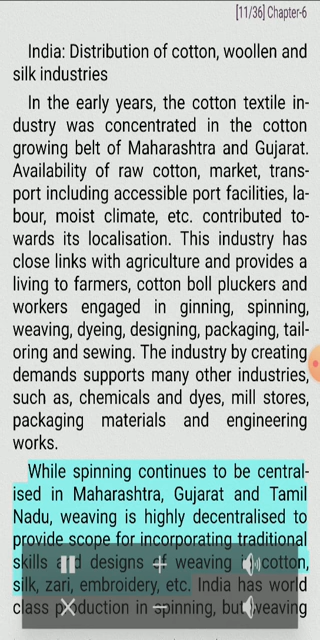 [11/36] Chapter-6
India: Distribution of cotton, woollen and
silk industries
In the early years, the cotton textile in-
dustry was concentrated in the cotton
growing belt of Maharashtra and Gujarat.
Availability of raw cotton, market, trans-
port including accessible port facilities, la-
bour, moist climate, etc. contributed to-
wards its localisation. This industry has
close links with agriculture and provides a
living to farmers, cotton boll pluckers and
workers engaged in ginning, spinning,
weaving, dyeing, designing, packaging, tail-
oring and sewing. The industry by creating
demands supports many other industries,
such as, chemicals and dyes, mill stores,
packaging materials and engineering
works.
While spinning continues to be central-
ised in Maharashtra, Gujarat and Tamil
Nadu, weaving is highly decentralised to
provide scope for incorporating traditional
skills and designs of weaving in cotton,
silk, zari, embroidery, etc. India has world
class production in spinning, but weaving